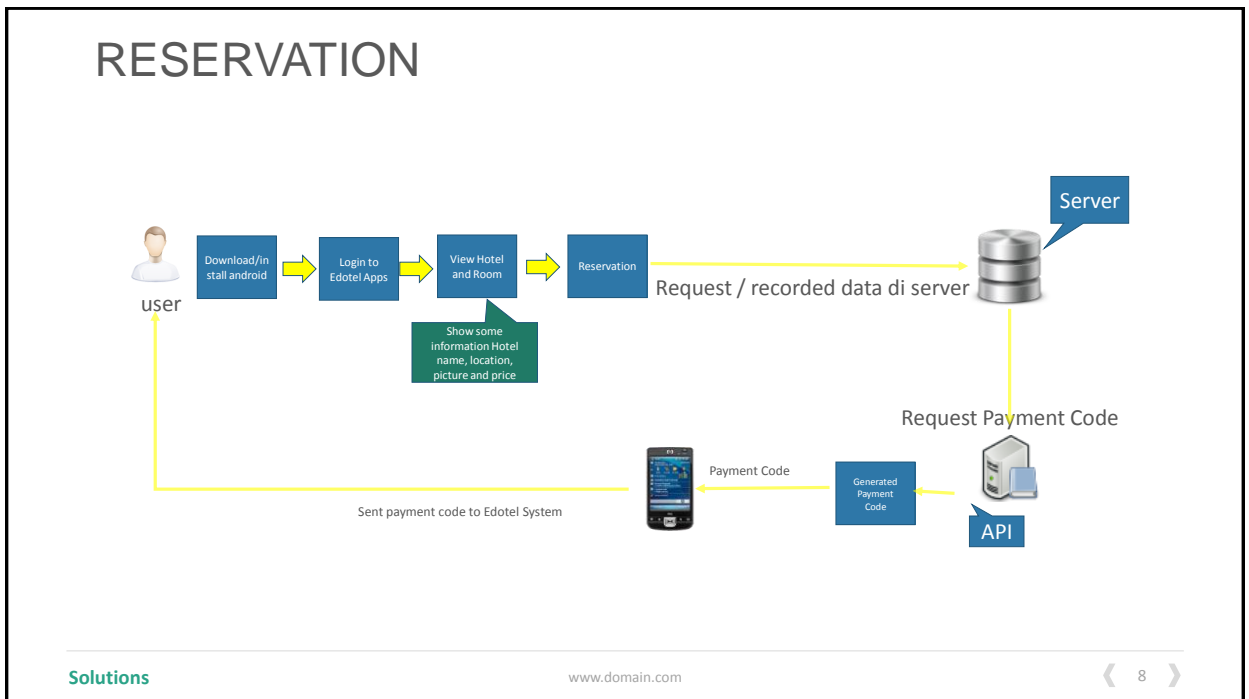 RESERVATION
Server
Download/in
stall android
Login to
Edotel Apps
View Hotel
and Room
Reservation
user
Request / recorded data di server
Show some
information Hotel
name, location,
picture and price
Request Payment Code
Payment Code
Generated
Payment
Code
Sent payment code to Edotel System
API
Solutions
www.domain.com
8